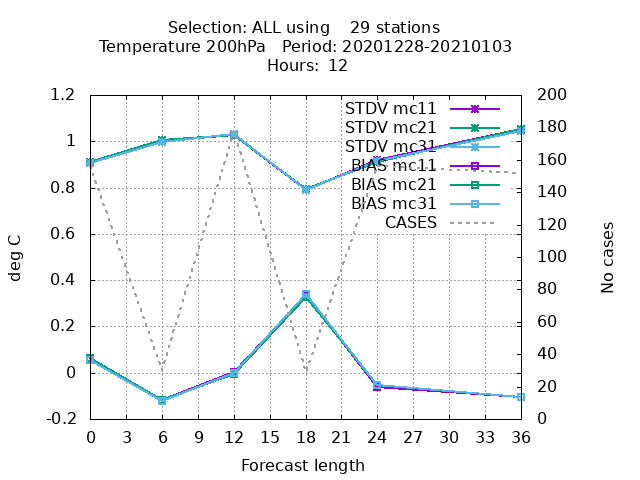 Selection: ALL using    29 stations
Temperature 200hPa   Period: 20201228-20210103
Hours:  12
deg C
1.2
1
0.8
0.6
0.4
0.2
0
-0.2
STDV mc11
STDV mc21
STDV mc31
BIAS mc11
BIAS mc21
BIAS mc31
CASES
200
180
160
140
120
100
80
60
40
20
0
No cases
0 3 6 9 12 15 18 21 24 27 30 33 36
Forecast length